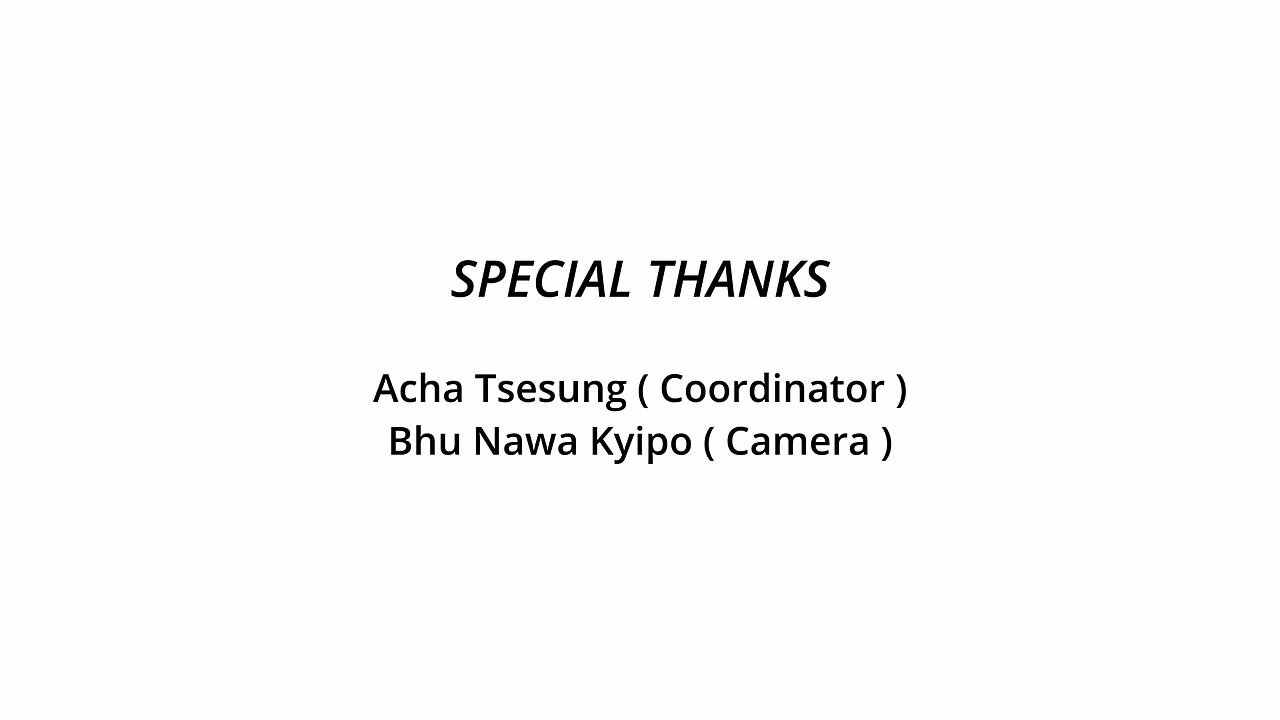 SPECIAL THANKS
Acha Tsesung ( Coordinator )
Bhu Nawa Kyipo ( Camera )